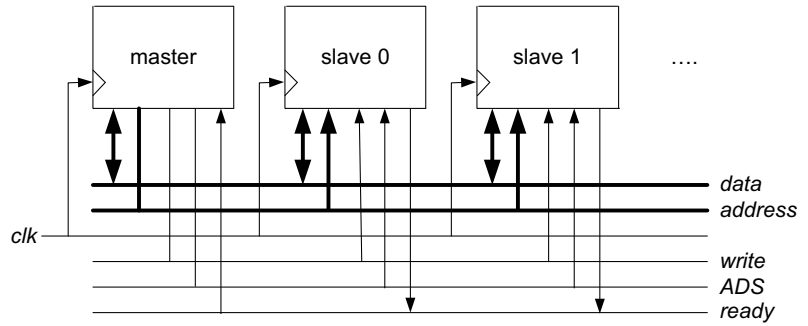 master
slave 0
slave 1
....
data
address
clk
write
ADS
ready